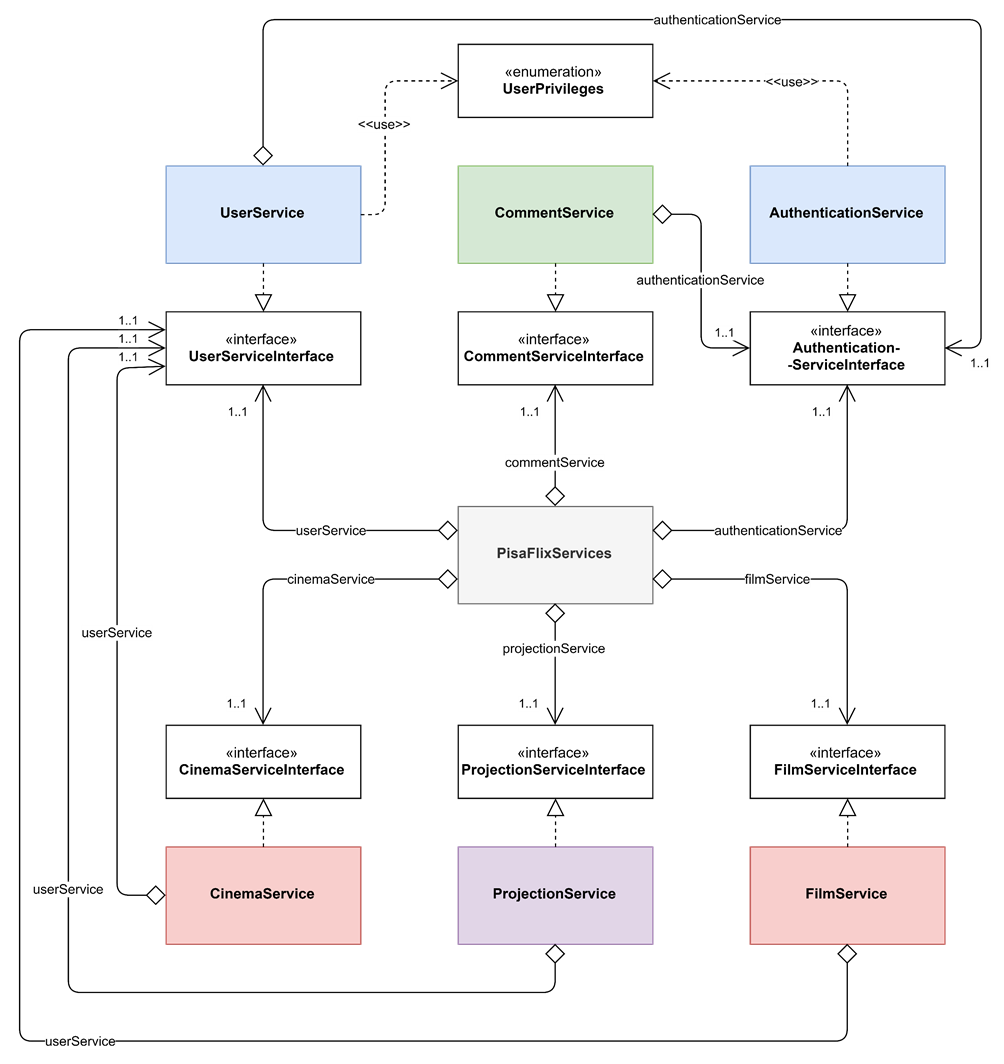 authenticationService
«enumeration»
UserPrivileges
<<use>>
<<use>>
UserService
CommentService
AuthenticationService
authenticationService
1..1
1..1
1..1
«interface»
UserServiceInterface
«interface»
CommentServiceInterface
1..1
«interface»
Authentication-
-ServiceInterface
1..1
1..1
1..1
1..1
commentService
userService
PisaFlixServices
authenticationService
cinemaService
filmService
userService
projectionService
1..1
1..1
1..1
«interface»
CinemaServiceInterface
«interface»
ProjectionServiceInterface
«interface»
FilmServiceInterface
userService
CinemaService
ProjectionService
FilmService
userService